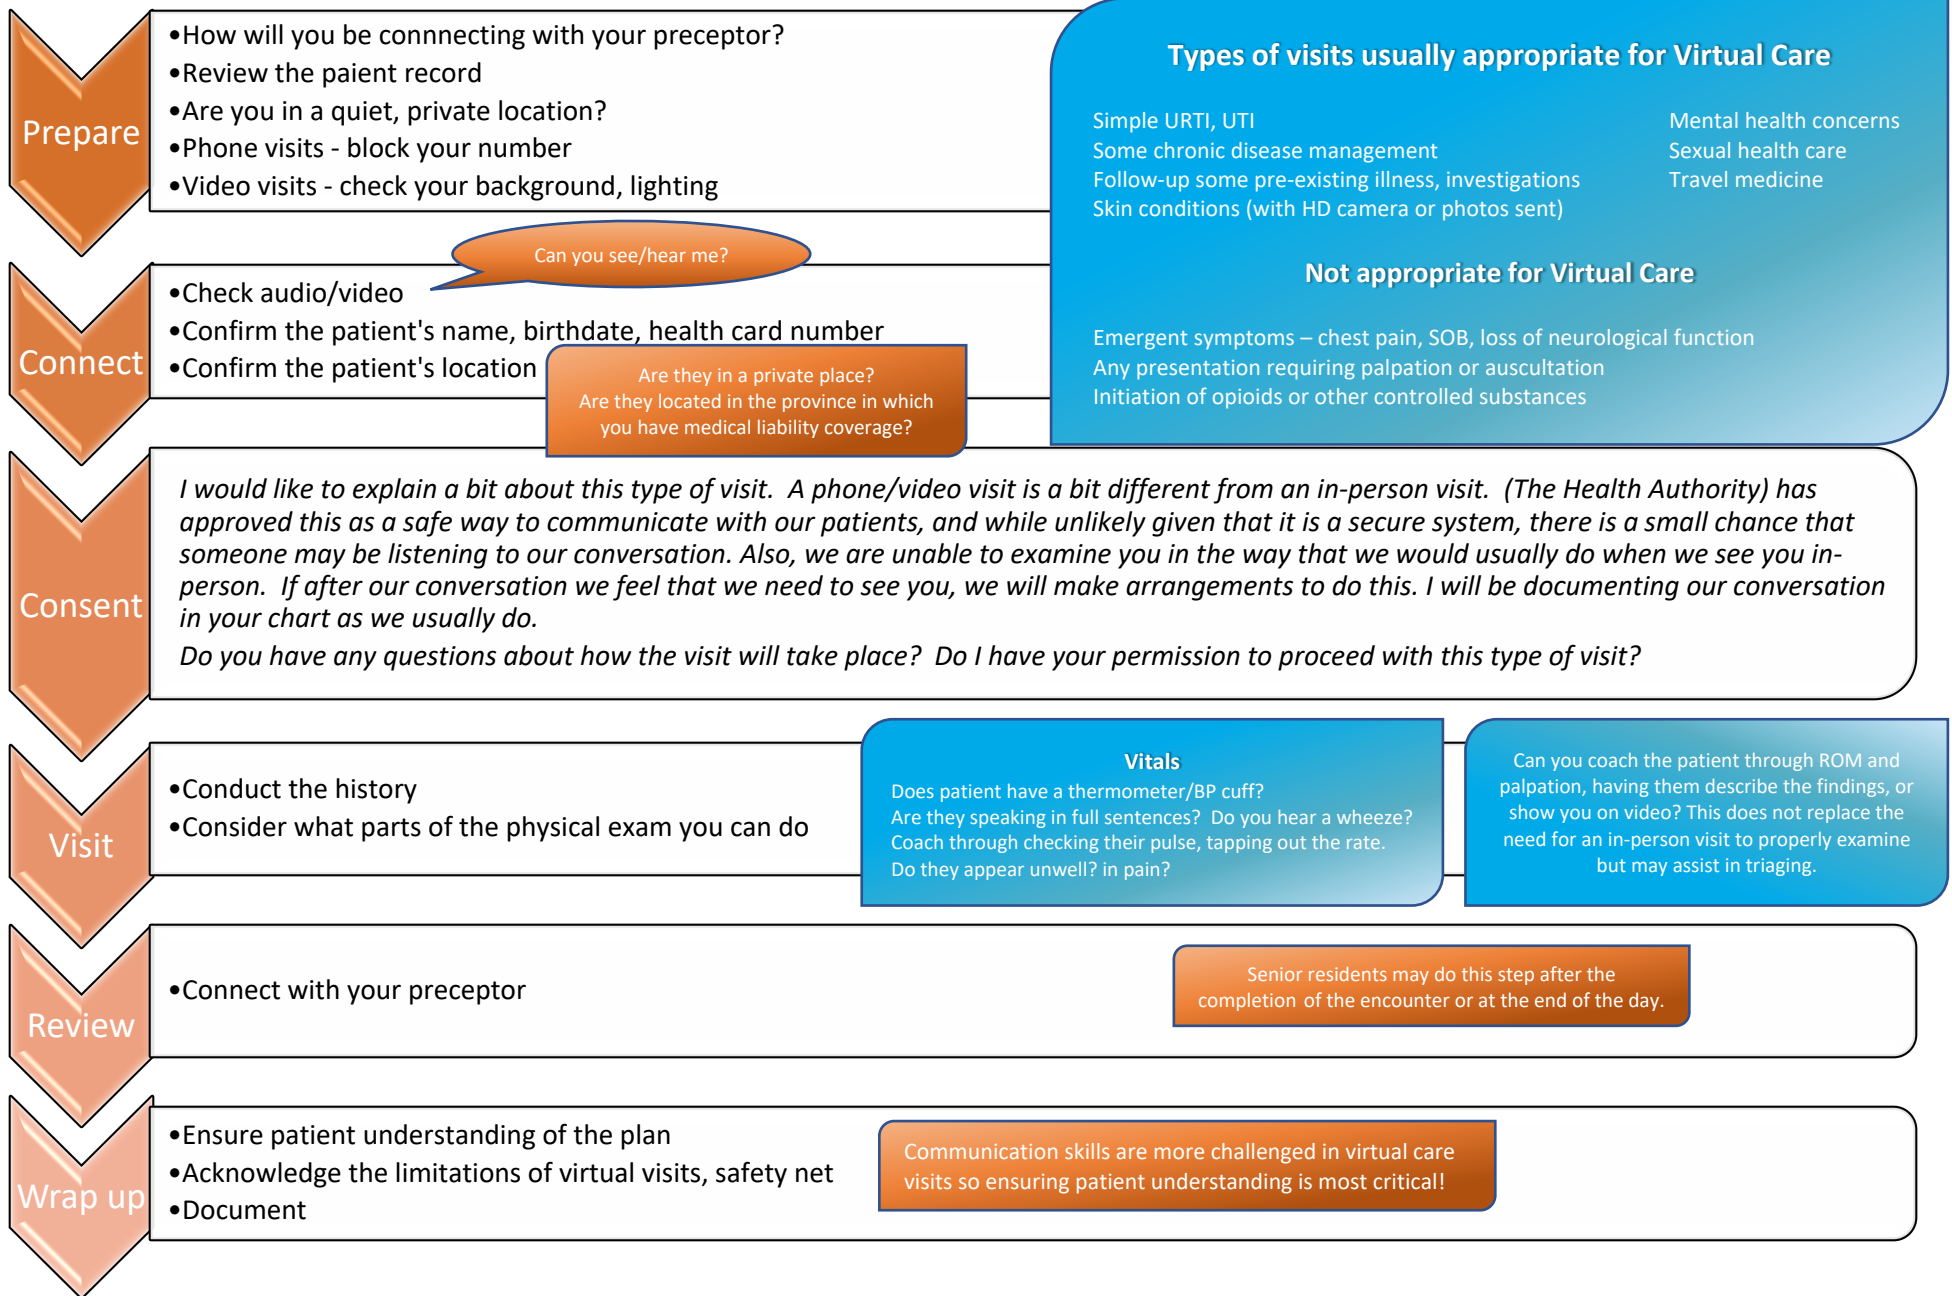 Prepare
•How will you be connnecting with your preceptor?
•Review the paient record
•Are you in a quiet, private location?
•Phone visits - block your number
•Video visits - check your background, lighting
Types of visits usually appropriate for Virtual Care
Simple URTI, UTI
Some chronic disease management
Follow-up some pre-existing illness, investigations
Skin conditions (with HD camera or photos sent)
Mental health concerns
Sexual health care
Travel medicine
Not appropriate for Virtual Care
Emergent symptoms – chest pain, SOB, loss of neurological function
Any presentation requiring palpation or auscultation
Initiation of opioids or other controlled substances
Connect
Can you see/hear me?
•Check audio/video
•Confirm the patient's name, birthdate, health card number
•Confirm the patient's location
Are they in a private place?
Are they located in the province in which
you have medical liability coverage?
Consent
I would like to explain a bit about this type of visit.  A phone/video visit is a bit different from an in-person visit.  (The Health Authority) has
approved this as a safe way to communicate with our patients, and while unlikely given that it is a secure system, there is a small chance that
someone may be listening to our conversation. Also, we are unable to examine you in the way that we would usually do when we see you in-
person.  If after our conversation we feel that we need to see you, we will make arrangements to do this. I will be documenting our conversation
in your chart as we usually do.
Do you have any questions about how the visit will take place?  Do I have your permission to proceed with this type of visit?
Visit
•Conduct the history
•Consider what parts of the physical exam you can do
Vitals
Does patient have a thermometer/BP cuff?
Are they speaking in full sentences?  Do you hear a wheeze?
Coach through checking their pulse, tapping out the rate.
Do they appear unwell? in pain?
Can you coach the patient through ROM and
palpation, having them describe the findings, or
show you on video? This does not replace the
need for an in-person visit to properly examine
but may assist in triaging.
Review
•Connect with your preceptor
Senior residents may do this step after the
completion of the encounter or at the end of the day.
Wrap up
•Ensure patient understanding of the plan
•Acknowledge the limitations of virtual visits, safety net
•Document
Communication skills are more challenged in virtual care
visits so ensuring patient understanding is most critical!